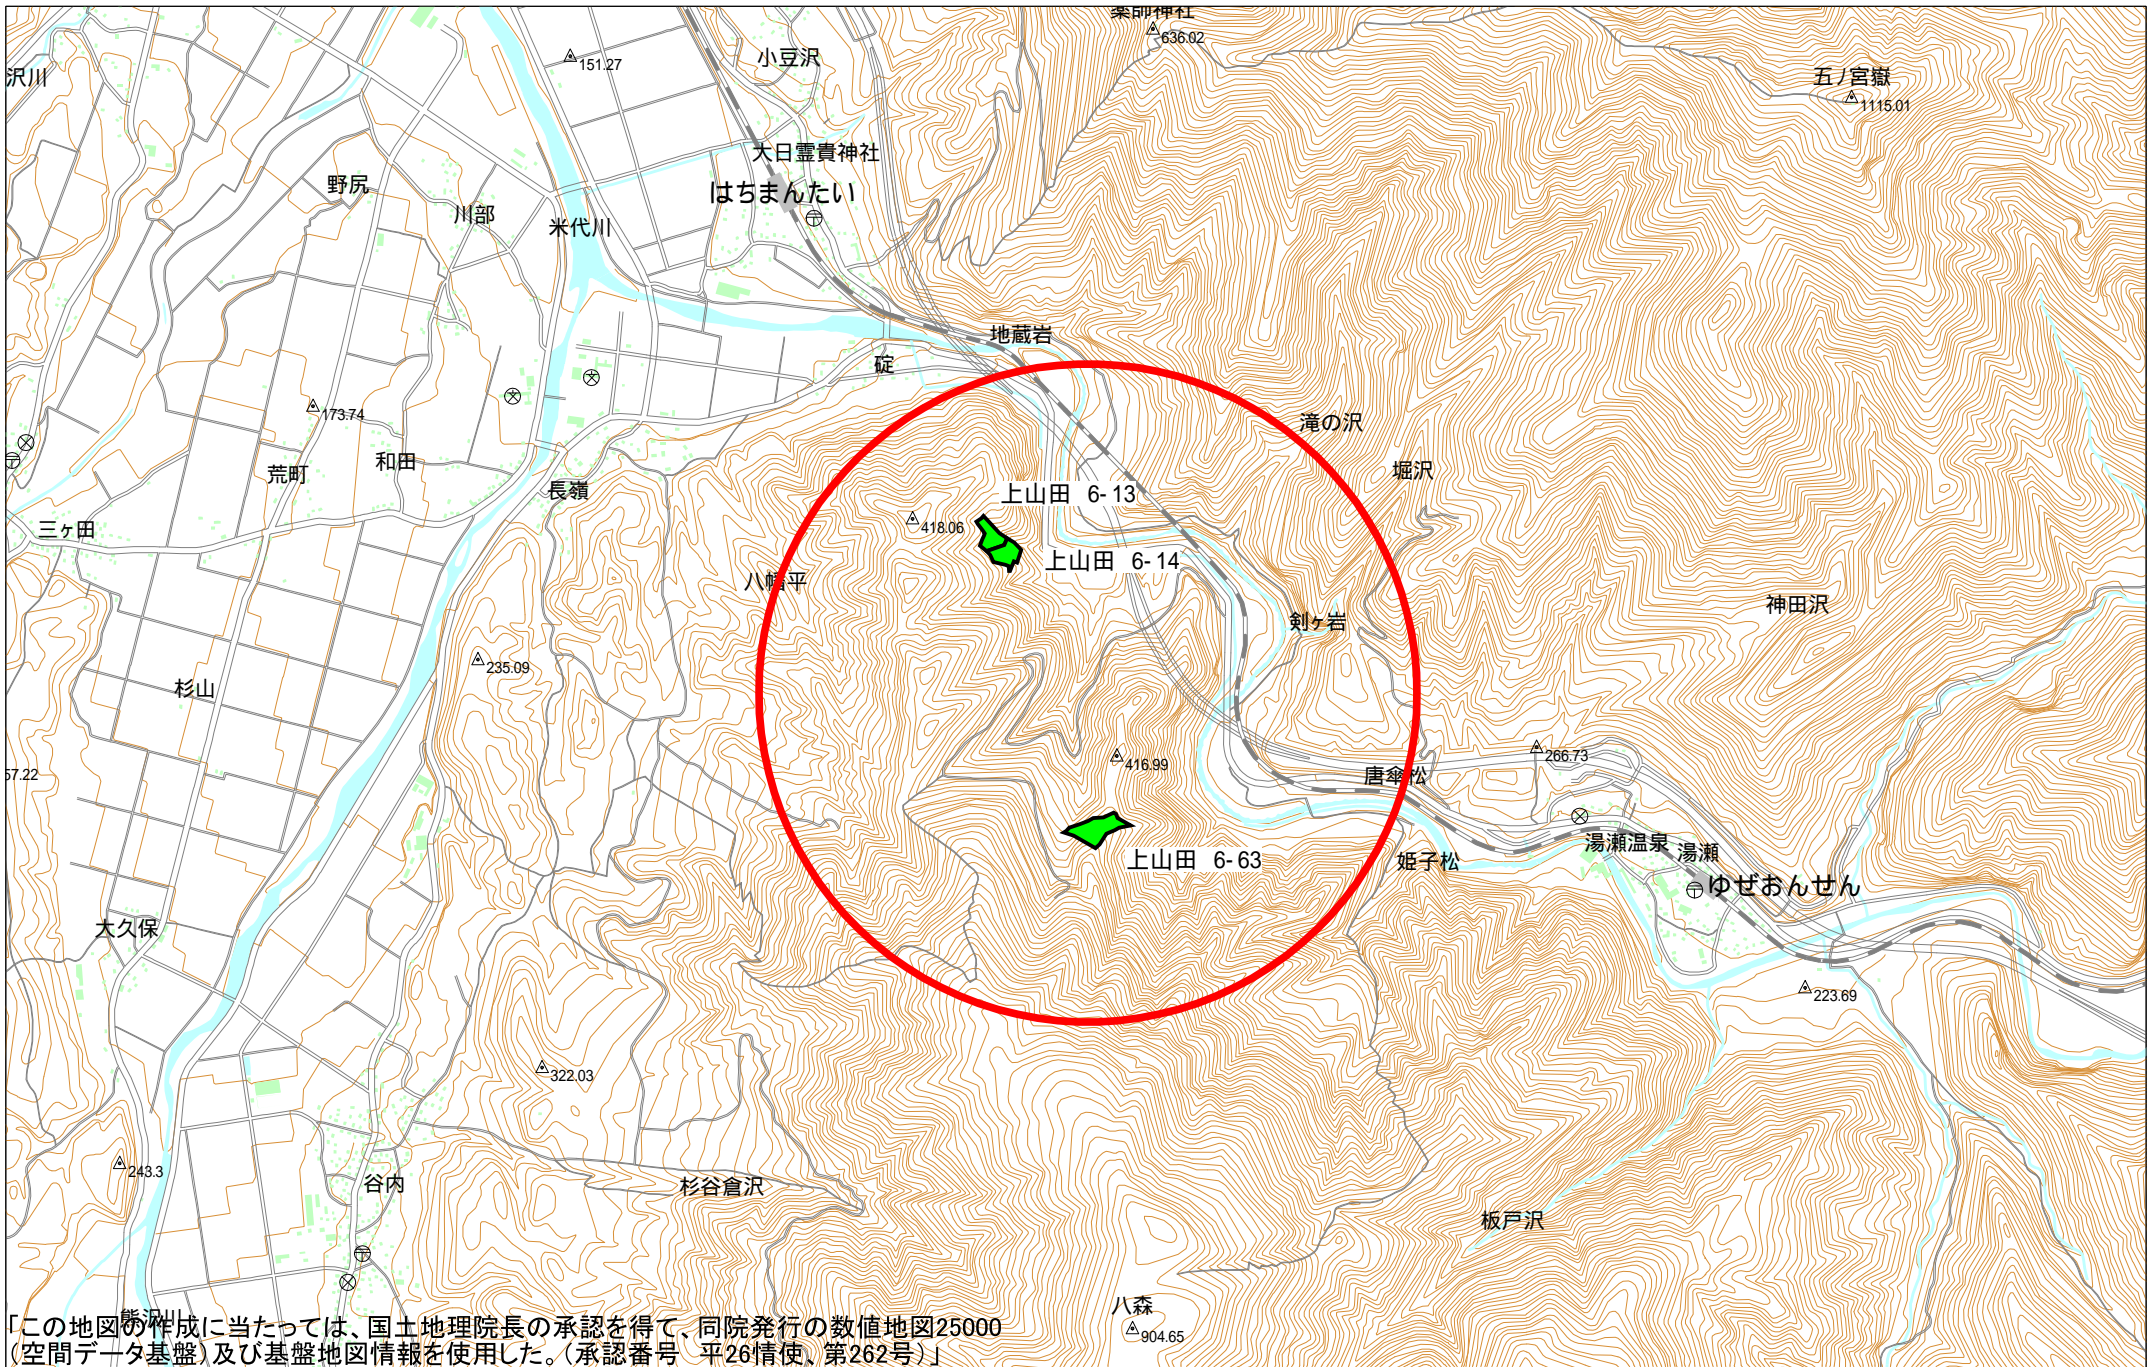 薬師神社
636.02
小豆沢
151.27
沢川
五ノ宮嶽
1115.01
大日霊貴神社
はちまんたい
野尻
川部
米代川
地蔵岩
碇
173.74
滝の沢
荒町
和田
堀沢
長嶺
上山田 6-13
三ヶ田
418.06
上山田 6-14
八幡平
神田沢
剣ヶ岩
235.09
杉山
416.99
266.73
57.22
唐傘松
湯瀬温泉
湯瀬
上山田 6-63
姫子松
ゆぜおんせん
大久保
223.69
322.03
243.3
谷内
杉谷倉沢
板戸沢
八森
904.65
熊沢川
「この地図の作成に当たっては、国土地理院長の承認を得て、同院発行の数値地図25000
（空間データ基盤）及び基盤地図情報を使用した。（承認番号 平26情使、第262号）」